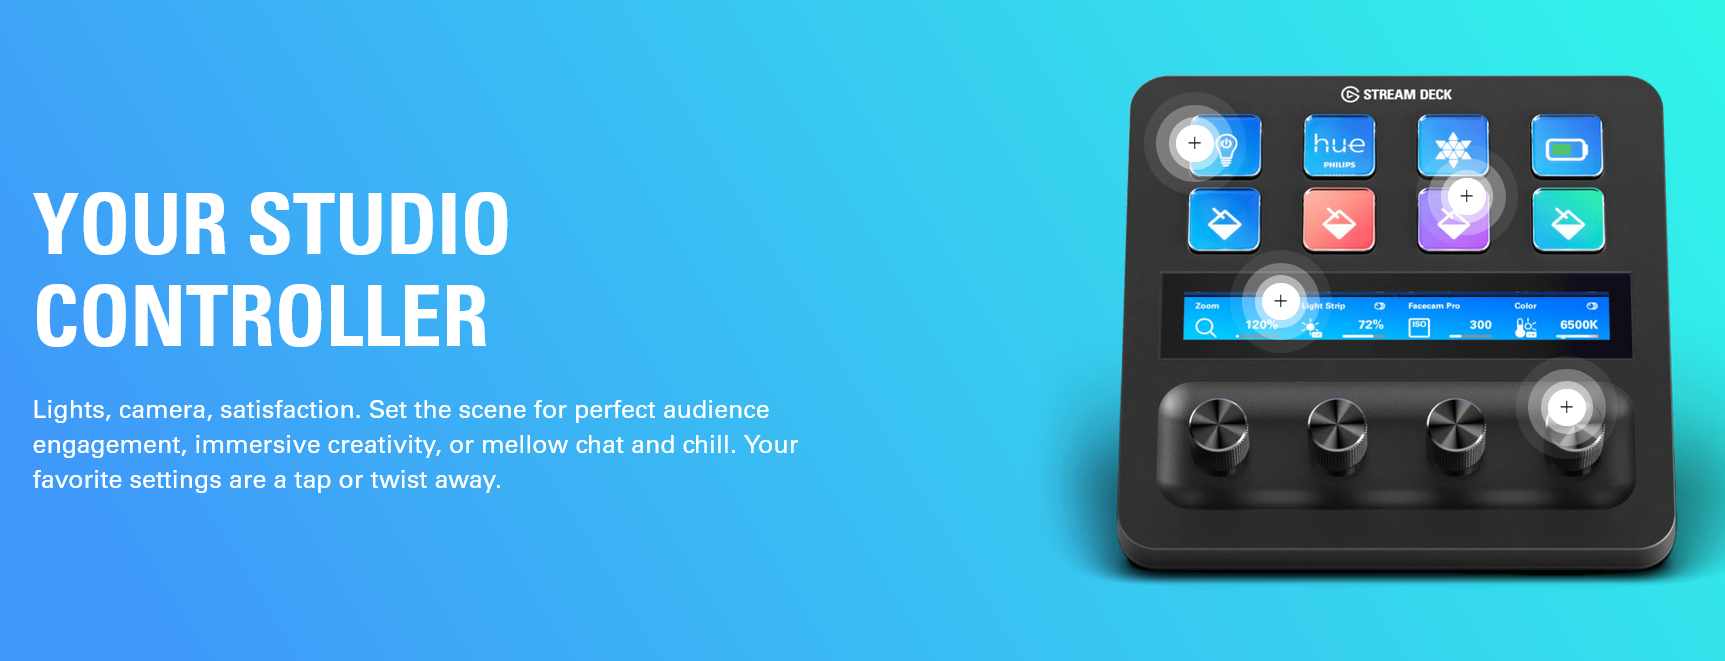 YOUR STUDIO
CONTROLLER
Lights, camera, satisfaction. Set the scene for perfect audience
engagement, immersive creativity, or mellow chat and chill. Your
favorite settings are a tap or twist away.
STREAM DECK
hue
PHILIPS
Zoom Light Strip Facecam Pro Color
120% 72% ISO 300 6500K